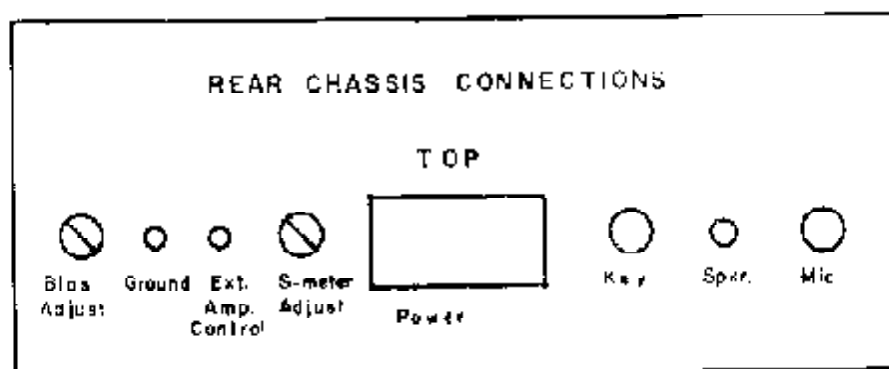 REAR CHASSIS CONNECTIONS
TOP
Bias Adjust
Ground
Ext. Amp. Control
S-meter Adjust
Power
Key
Spkr.
Mic